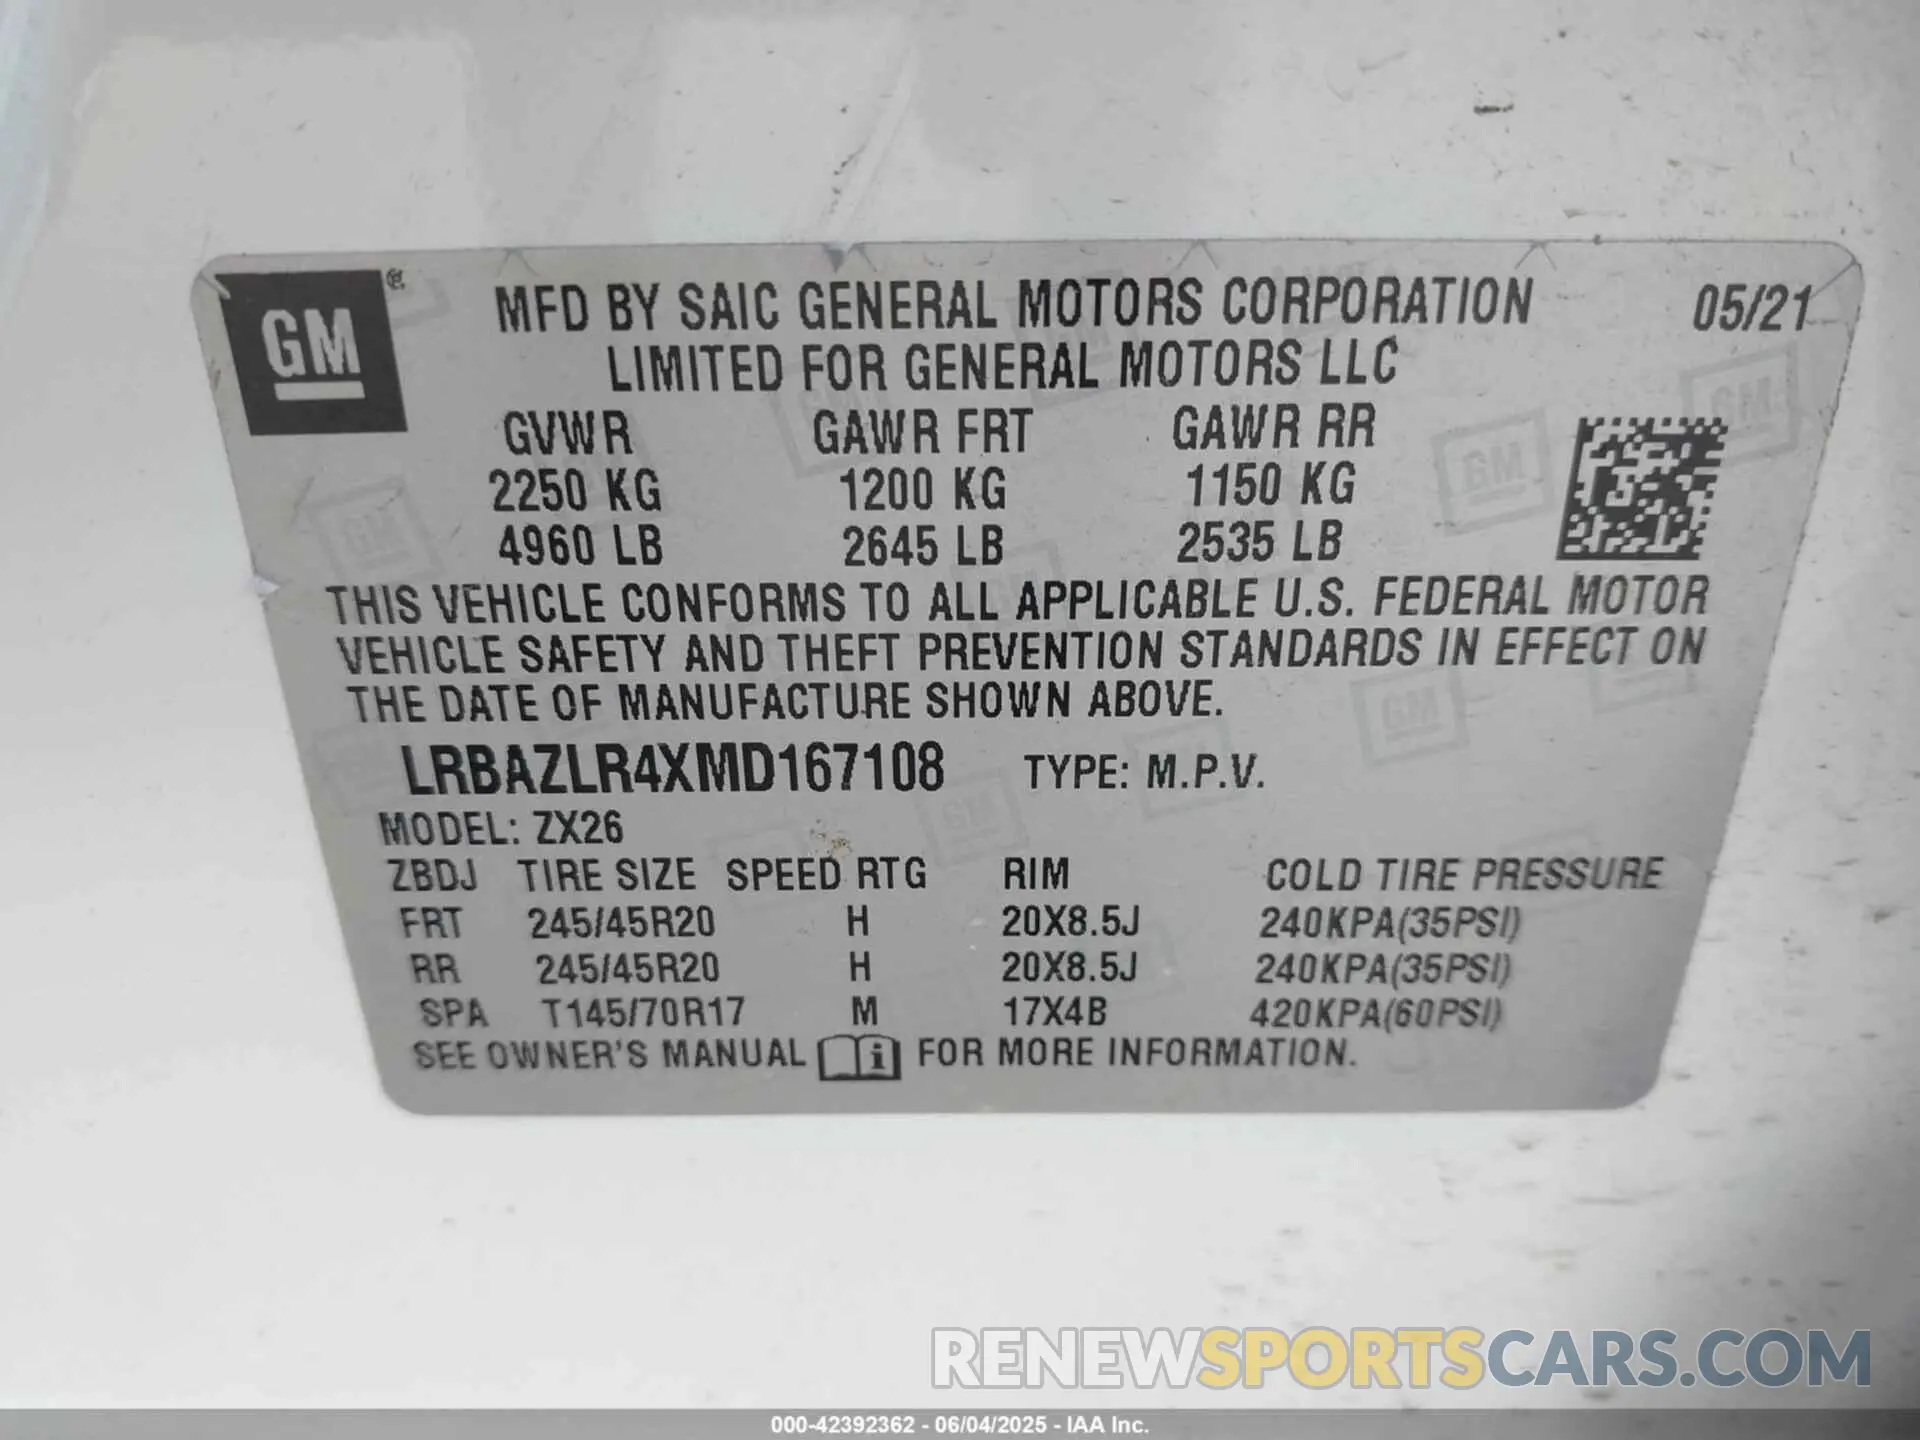 GM ®
MFD BY SAIC GENERAL MOTORS CORPORATION 05/21
LIMITED FOR GENERAL MOTORS LLC
GVWR GAWR FRT GAWR RR
2250 KG 1200 KG 1150 KG
4960 LB 2645 LB 2535 LB
THIS VEHICLE CONFORMS TO ALL APPLICABLE U.S. FEDERAL MOTOR
VEHICLE SAFETY AND THEFT PREVENTION STANDARDS IN EFFECT ON
THE DATE OF MANUFACTURE SHOWN ABOVE.
LRBAZLR4XMD167108 TYPE: M.P.V.
MODEL: ZX26
ZBDJ TIRE SIZE SPEED RTG RIM COLD TIRE PRESSURE
FRT 245/45R20 H 20X8.5J 240KPA(35PSI)
RR 245/45R20 H 20X8.5J 240KPA(35PSI)
SPA T145/70R17 M 17X4B 420KPA(60PSI)
SEE OWNER'S MANUAL i FOR MORE INFORMATION.
RENEWSPORTSCARS.COM
000-42392362 - 06/04/2025 - IAA Inc.